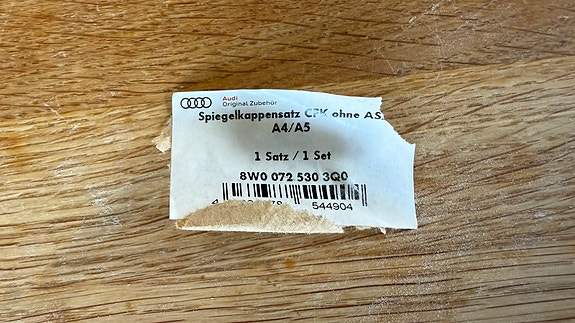 Audi
Original Zubehör
Spiegelkappensatz CFK ohne AS
A4/A5
1 Satz / 1 Set
8W0 072 530 3Q0
544904